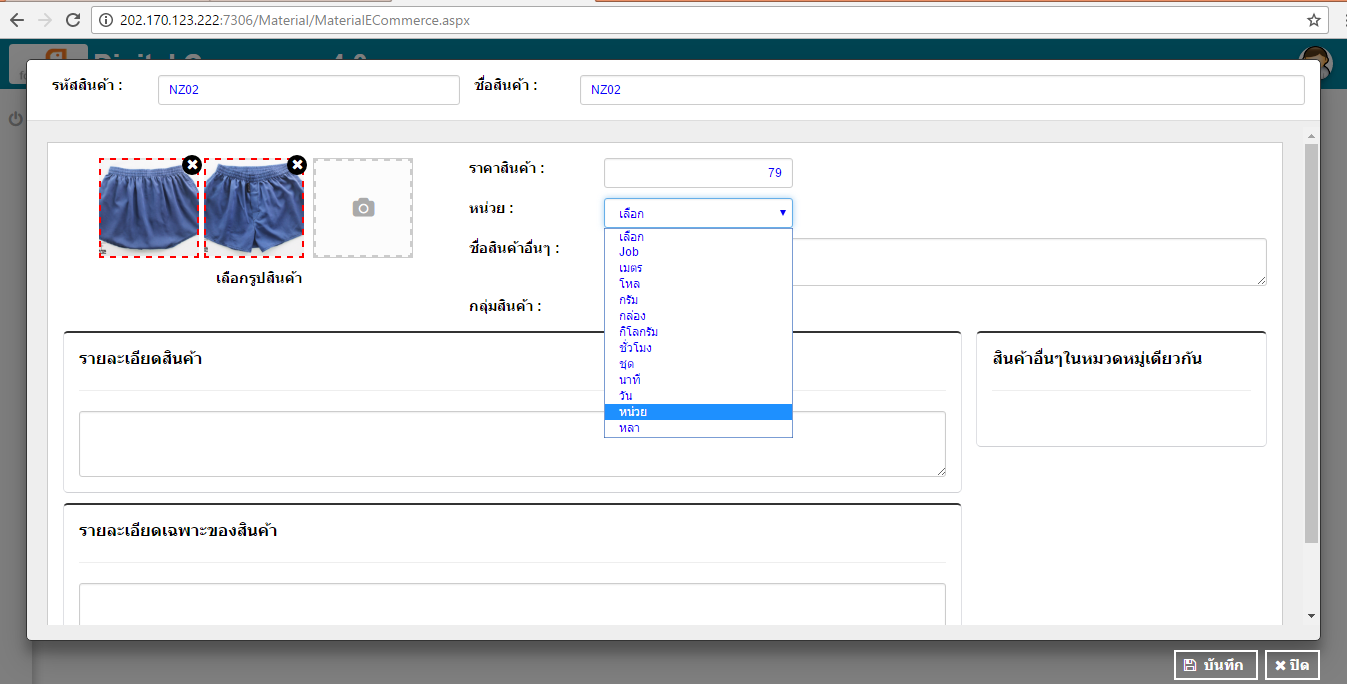 202.170.123.222:7306/Material/MaterialECommerce.aspx
รหัสสินค้า : NZ02 ชื่อสินค้า : NZ02
ราคาสินค้า : 79
หน่วย : เลือก
เลือก
Job
เมตร
โหล
กรัม
กล่อง
กิโลกรัม
ชั่วโมง
ชุด
นาที
วัน
หน่วย
หลา
ชื่อสินค้าอื่นๆ :
เลือกรูปสินค้า
กลุ่มสินค้า :
รายละเอียดสินค้า
สินค้าอื่นๆในหมวดหมู่เดียวกัน
รายละเอียดเฉพาะของสินค้า
บันทึก ปิด